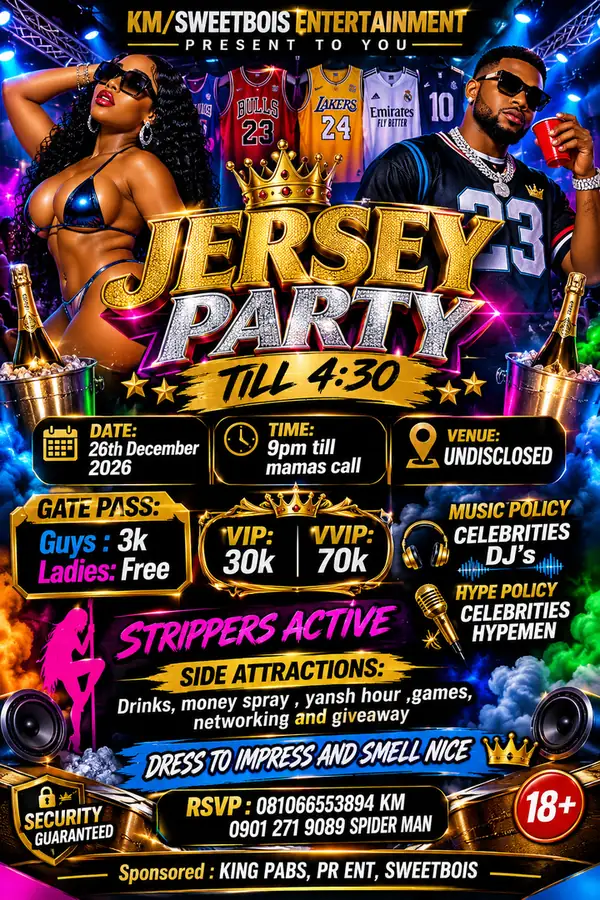 KM/SWEETBOIS ENTERTAINMENT
PRESENT TO YOU
BULLS
23
LAKERS
24
Emirates
FLY BETTER
10
23
JERSEY
PARTY
TILL 4:30
DATE:
26th December
2026
TIME:
9pm till
mamas call
VENUE:
UNDISCLOSED
GATE PASS:
Guys : 3k
Ladies: Free
VIP:
30k
VVIP:
70k
MUSIC POLICY
CELEBRITIES
DJ's
HYPE POLICY
CELEBRITIES
HYPEMEN
STRIPPERS ACTIVE
SIDE ATTRACTIONS:
Drinks, money spray , yansh hour ,games,
networking and giveaway
DRESS TO IMPRESS AND SMELL NICE
SECURITY
GUARANTEED
RSVP : 081066553894 KM
0901 271 9089 SPIDER MAN
18+
Sponsored : KING PABS, PR ENT, SWEETBOIS